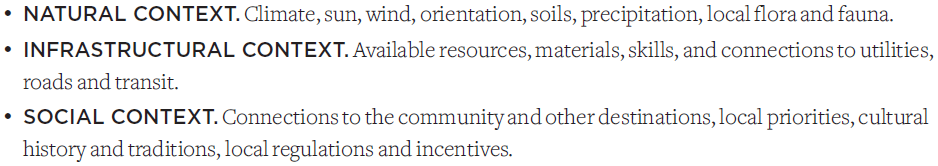 • NATURAL CONTEXT. Climate, sun, wind, orientation, soils, precipitation, local flora and fauna.
• INFRASTRUCTURAL CONTEXT. Available resources, materials, skills, and connections to utilities,
roads and transit.
• SOCIAL CONTEXT. Connections to the community and other destinations, local priorities, cultural
history and traditions, local regulations and incentives.